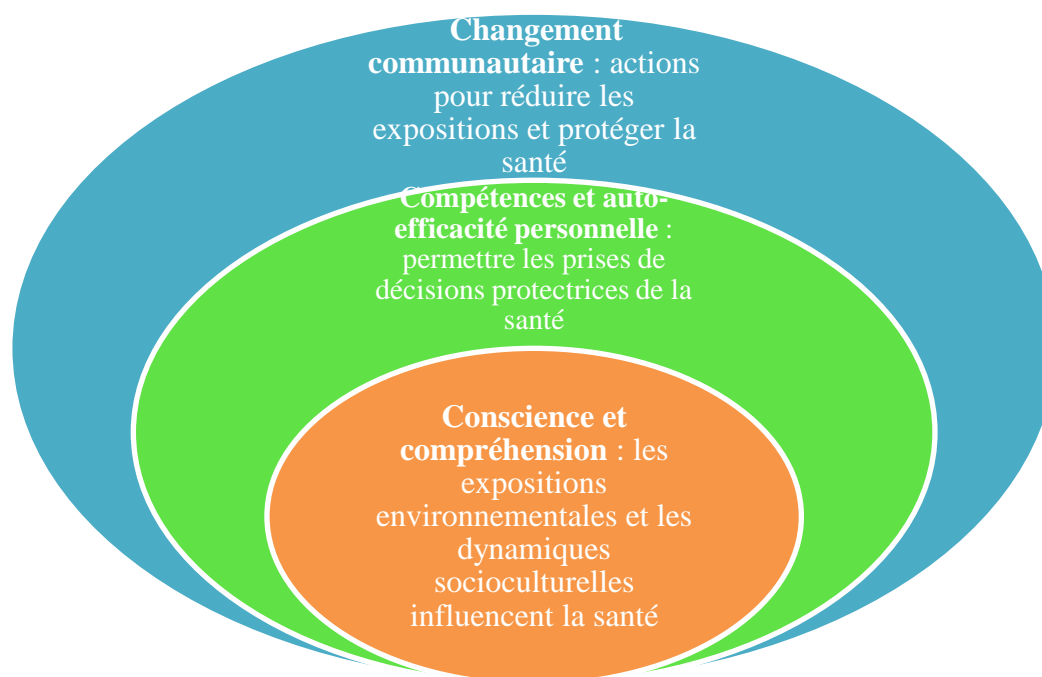 Changement
communautaire : actions
pour réduire les
expositions et protéger la
santé
Compétences et auto-
efficacité personnelle :
permettre les prises de
décisions protectrices de la
santé
Conscience et
compréhension : les
expositions
environnementales et les
dynamiques
socioculturelles
influencent la santé